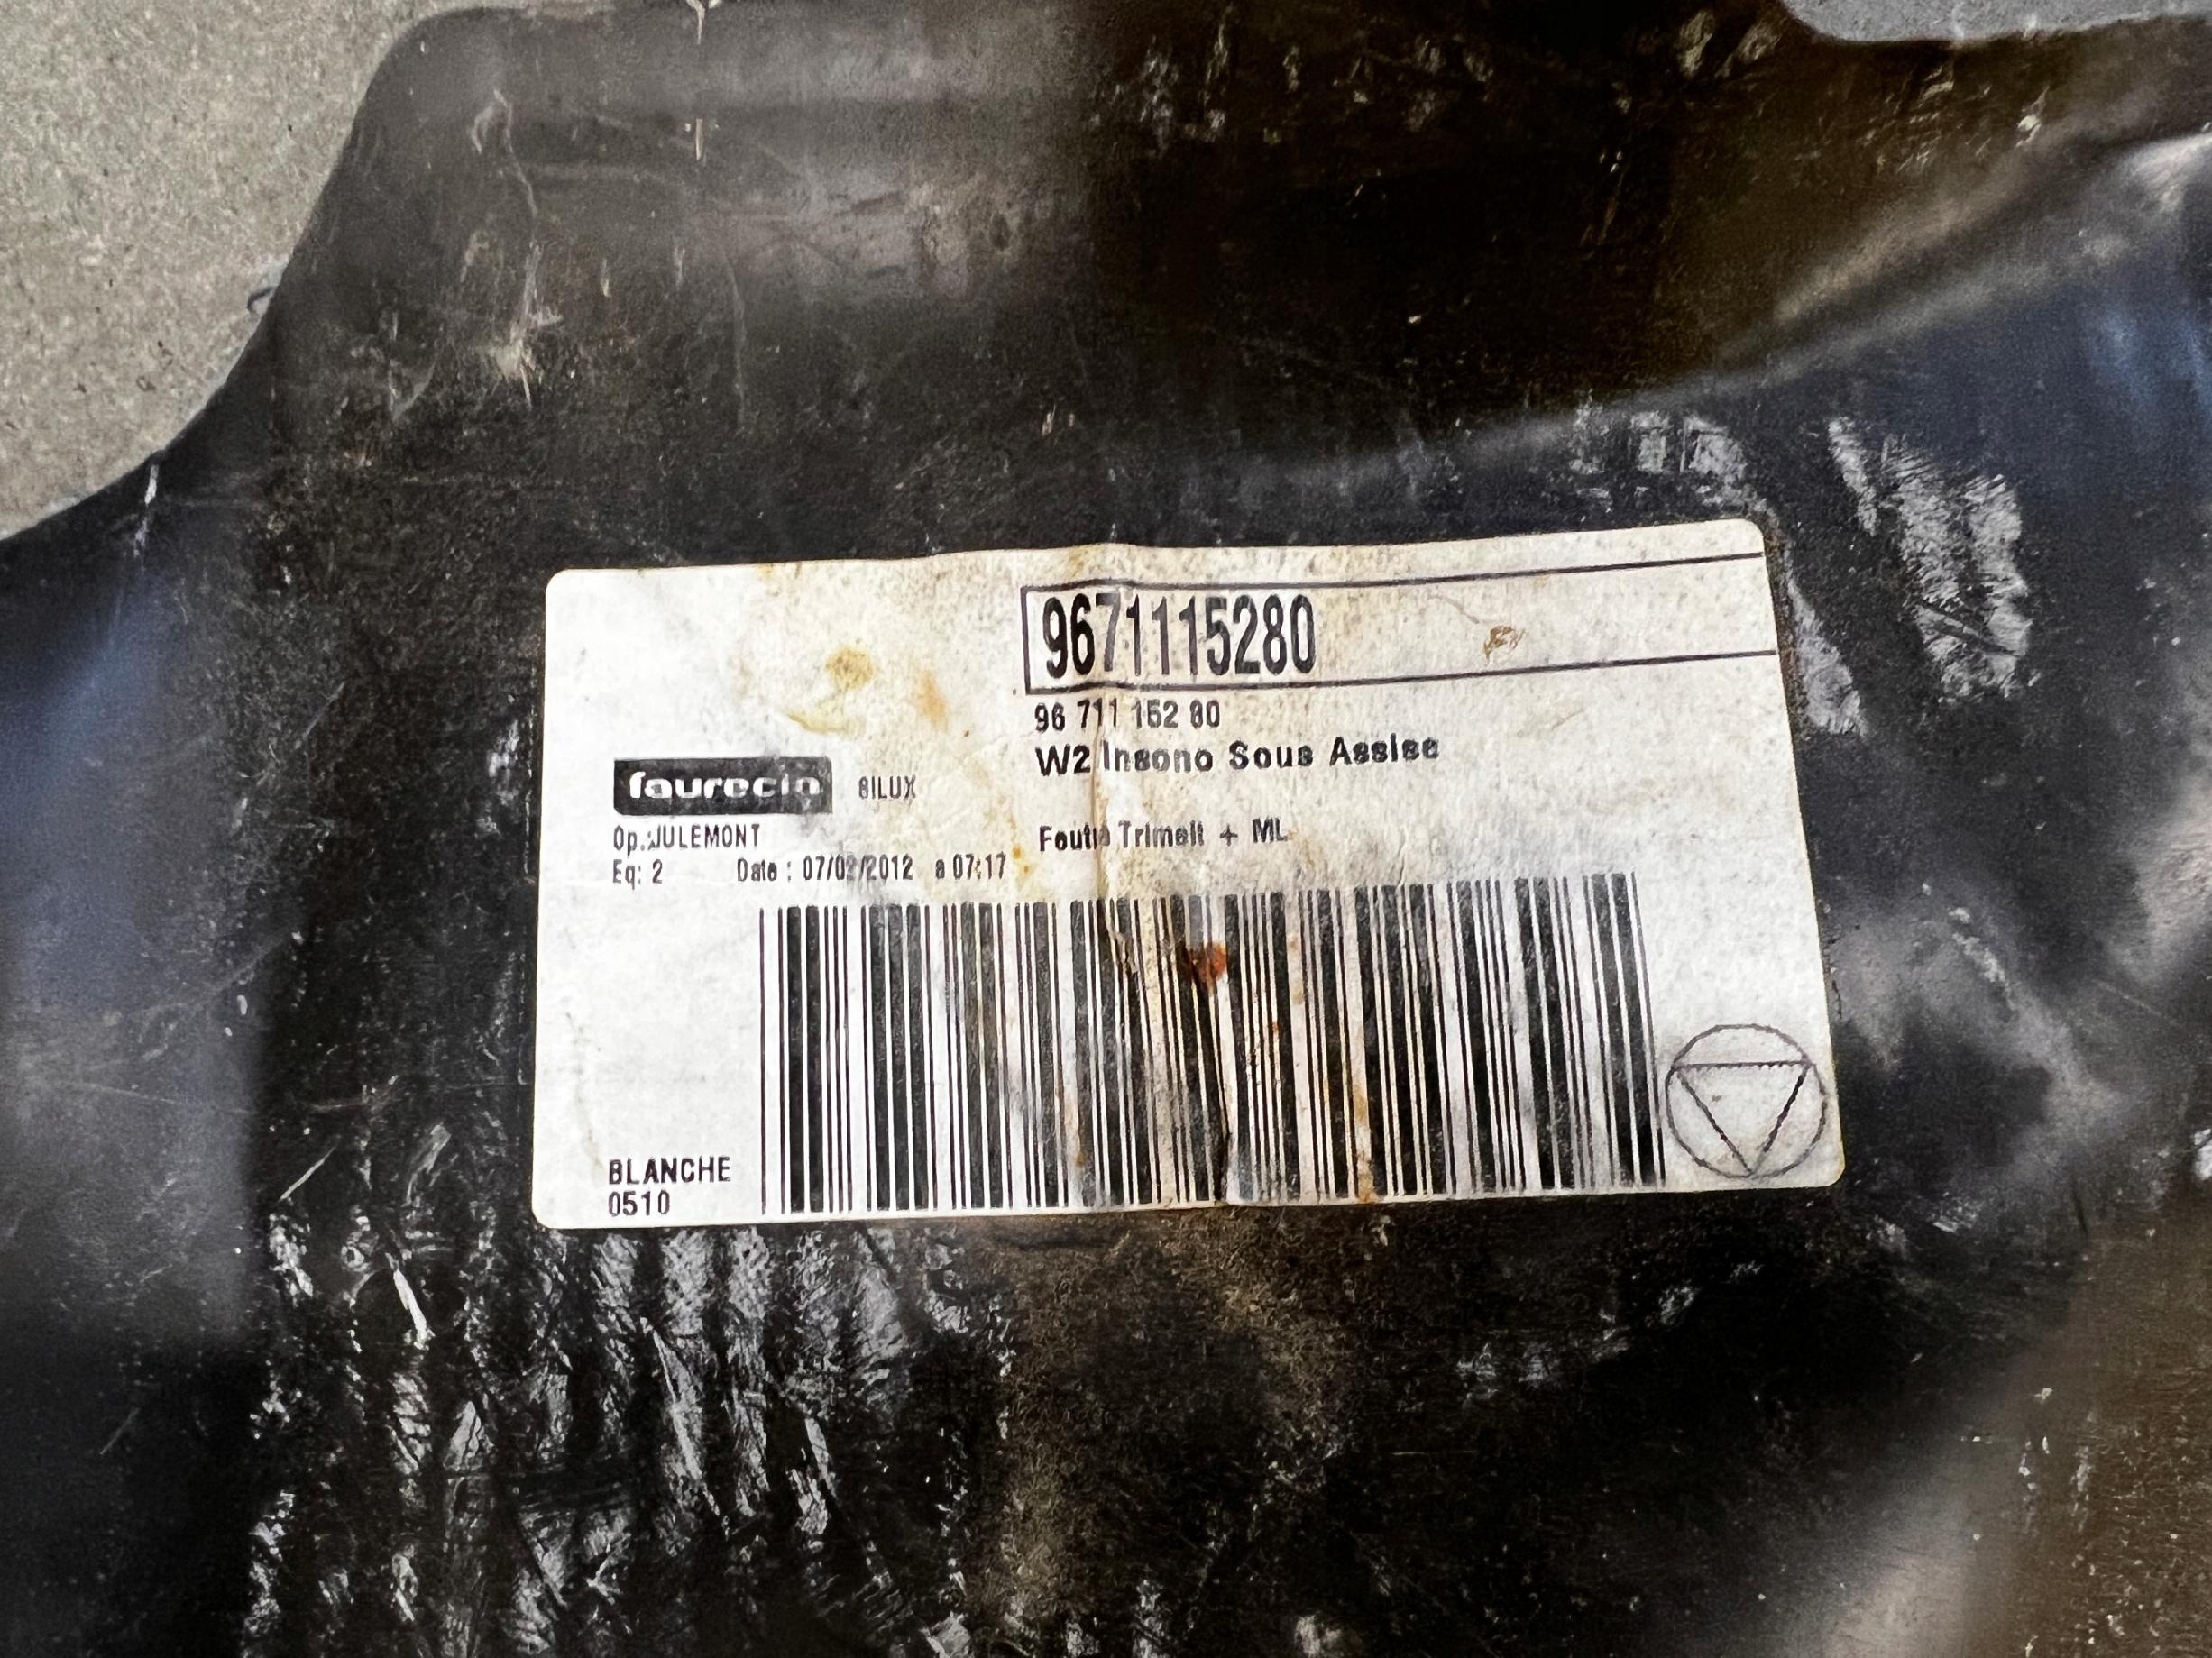 9671115280
96 711 152 80
W2 Insono Sous Assise
faurecia SILUX
Op.:JULEMONT
Feutre Trimelt + ML
Eq: 2 Date : 07/ /2012 a 07:17
BLANCHE
0510